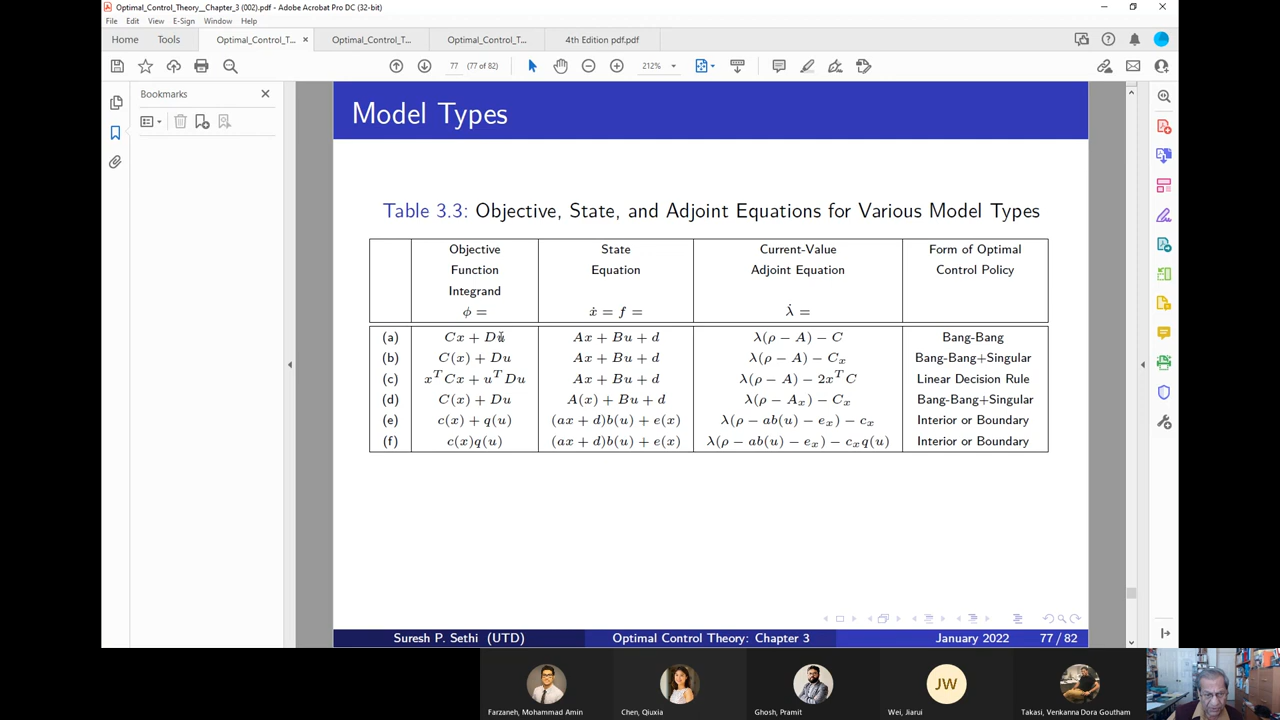 Optimal_Control_Theory__Chapter_3 (002).pdf - Adobe Acrobat Pro DC (32-bit)
File Edit View E-Sign Window Help
Home Tools Optimal_Control_T... × Optimal_Control_T... Optimal_Control_T... 4th Edition pdf.pdf
77 (77 of 82) 212%
Bookmarks
Model Types
Table 3.3: Objective, State, and Adjoint Equations for Various Model Types
Objective State Current-Value Form of Optimal
Function Equation Adjoint Equation Control Policy
Integrand
ϕ = ẋ = f = λ̇ =
(a) Cx + Du Ax + Bu + d λ(ρ − A) − C Bang-Bang
(b) C(x) + Du Ax + Bu + d λ(ρ − A) − Cₓ Bang-Bang+Singular
(c) xᵀCx + uᵀDu Ax + Bu + d λ(ρ − A) − 2xᵀC Linear Decision Rule
(d) C(x) + Du A(x) + Bu + d λ(ρ − Aₓ) − Cₓ Bang-Bang+Singular
(e) c(x) + q(u) (ax + d)b(u) + e(x) λ(ρ − ab(u) − eₓ) − cₓ Interior or Boundary
(f) c(x)q(u) (ax + d)b(u) + e(x) λ(ρ − ab(u) − eₓ) − cₓq(u) Interior or Boundary
Suresh P. Sethi (UTD) Optimal Control Theory: Chapter 3 January 2022 77 / 82
JW
Farzaneh, Mohammad Amin Chen, Qiuxia Ghosh, Pramit Wei, Jiarui Takasi, Venkanna Dora Goutham